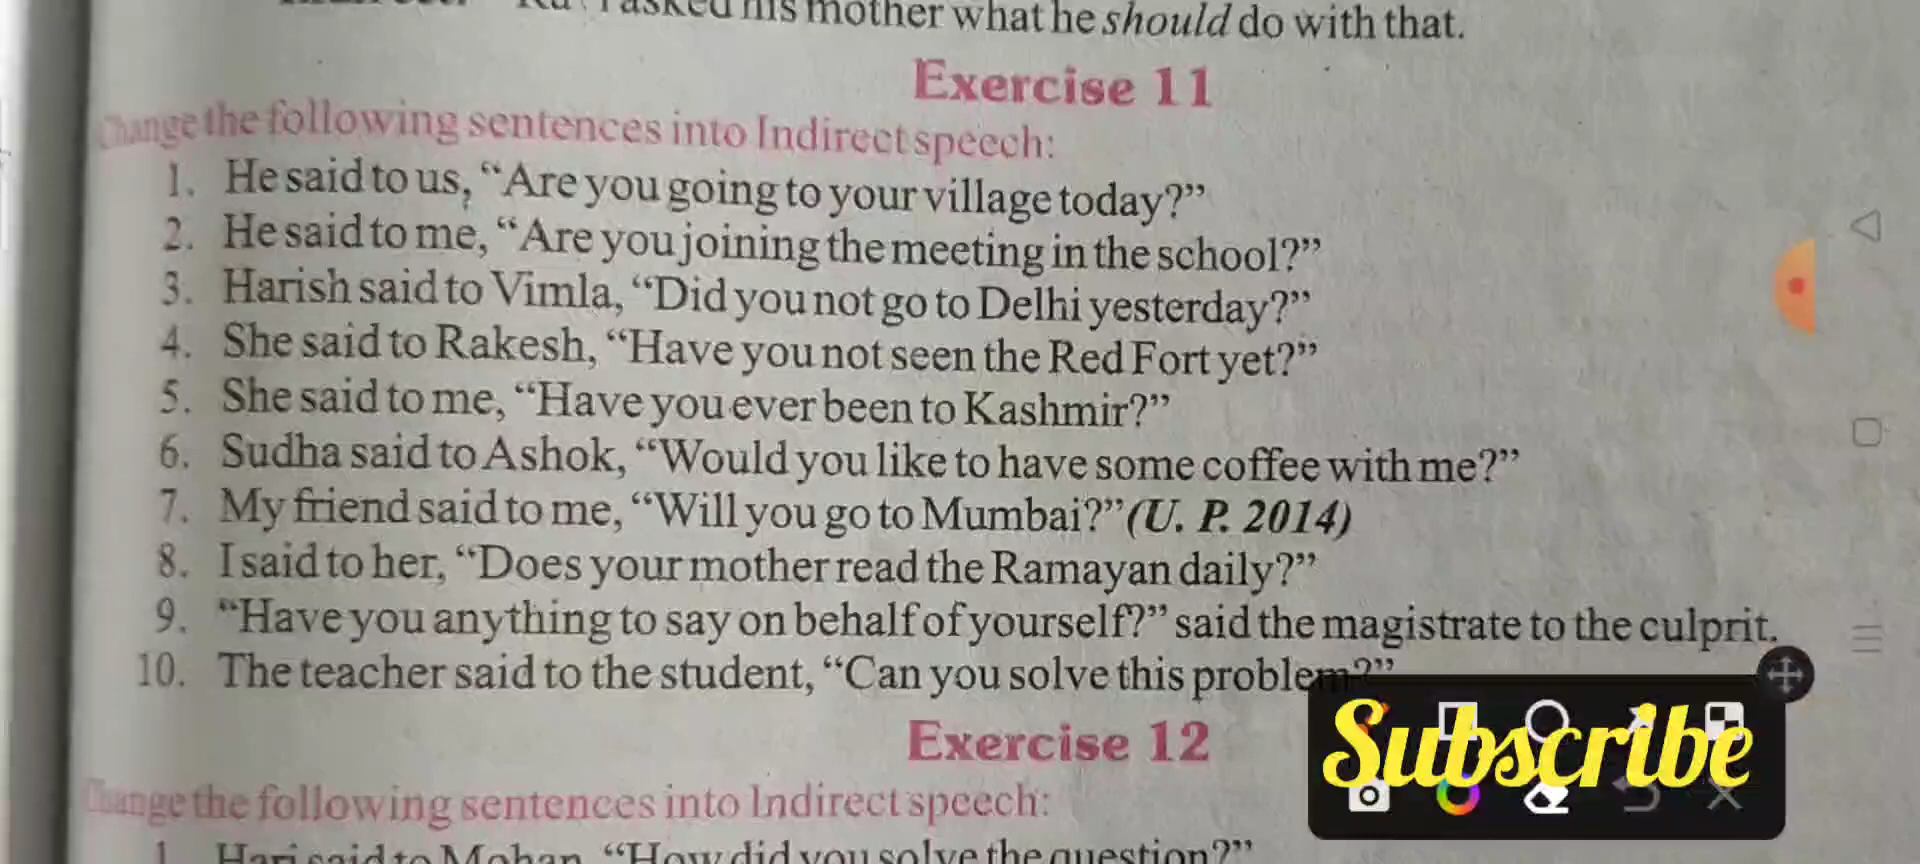 asked his mother what he should do with that.
Exercise 11
Change the following sentences into Indirect speech:
1. He said to us, “Are you going to your village today?”
2. He said to me, “Are you joining the meeting in the school?”
3. Harish said to Vimla, “Did you not go to Delhi yesterday?”
4. She said to Rakesh, “Have you not seen the Red Fort yet?”
5. She said to me, “Have you ever been to Kashmir?”
6. Sudha said to Ashok, “Would you like to have some coffee with me?”
7. My friend said to me, “Will you go to Mumbai?” (U. P. 2014)
8. I said to her, “Does your mother read the Ramayan daily?”
9. “Have you anything to say on behalf of yourself?” said the magistrate to the culprit.
10. The teacher said to the student, “Can you solve this problem?”
Subscribe
Exercise 12
Change the following sentences into Indirect speech:
1. Hari said to Mohan, “How did you solve the question?”